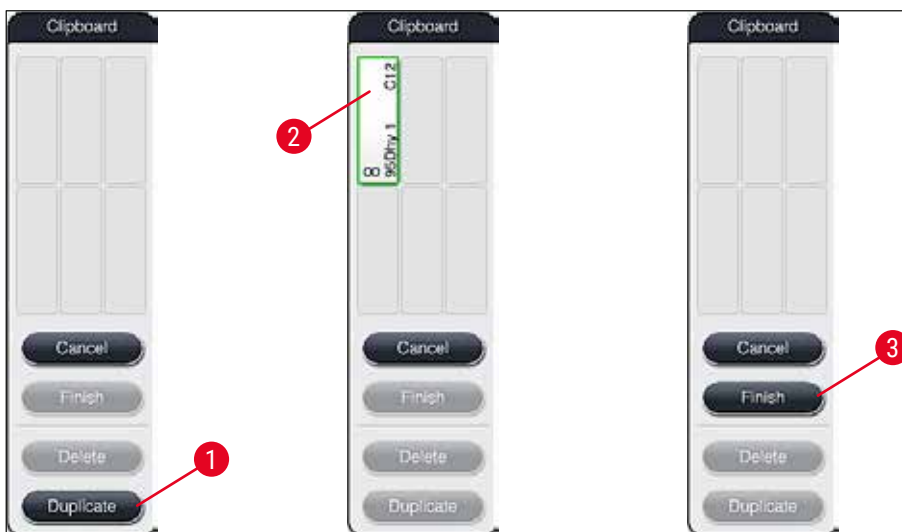 Clipboard
Cancel
Finish
Delete
Duplicate
1
Clipboard
C12
95Dhy 1
00
2
Cancel
Finish
Delete
Duplicate
Clipboard
Cancel
Finish
3
Delete
Duplicate